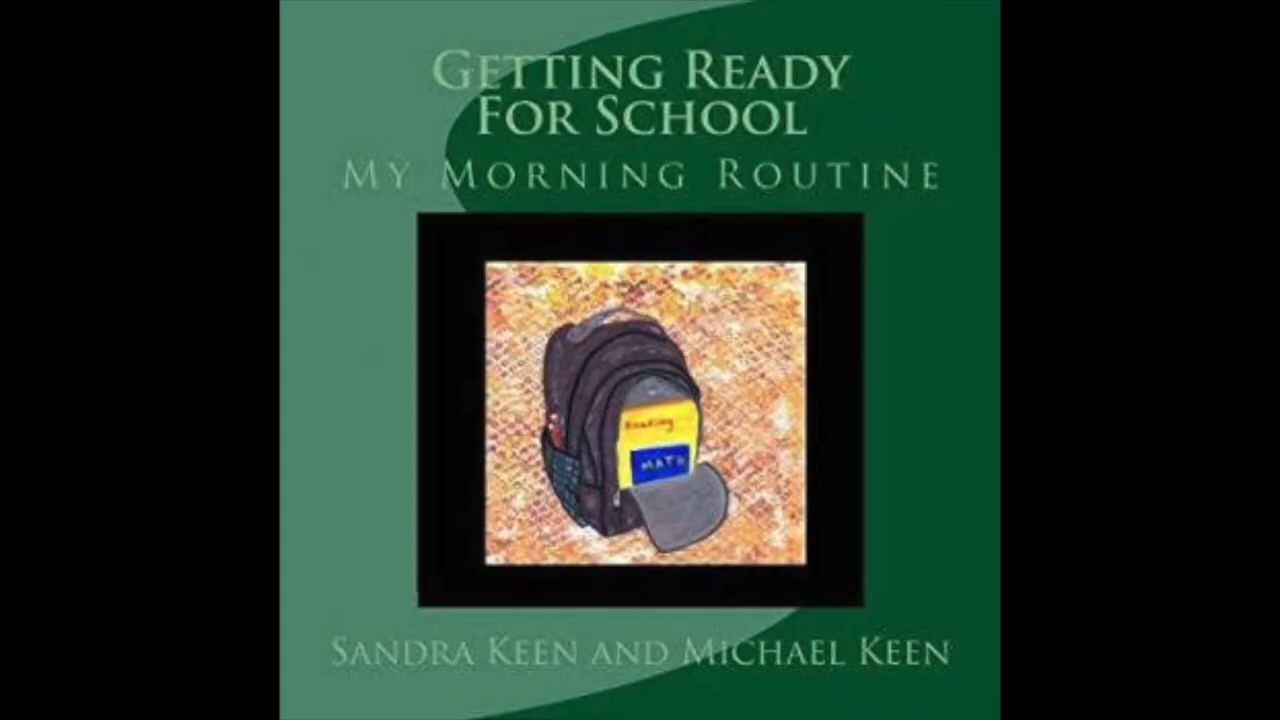 Getting Ready
For School
My Morning Routine
Reading
MATH
Sandra Keen and Michael Keen